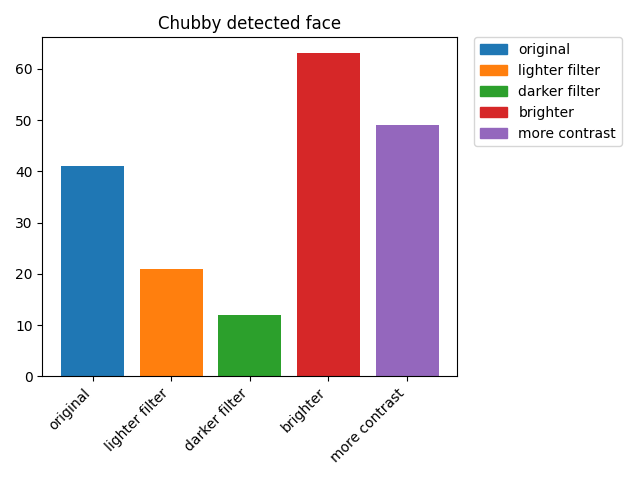 Chubby detected face
original
lighter filter
darker filter
brighter
more contrast
60
50
40
30
20
10
0
original
lighter filter
darker filter
brighter
more contrast